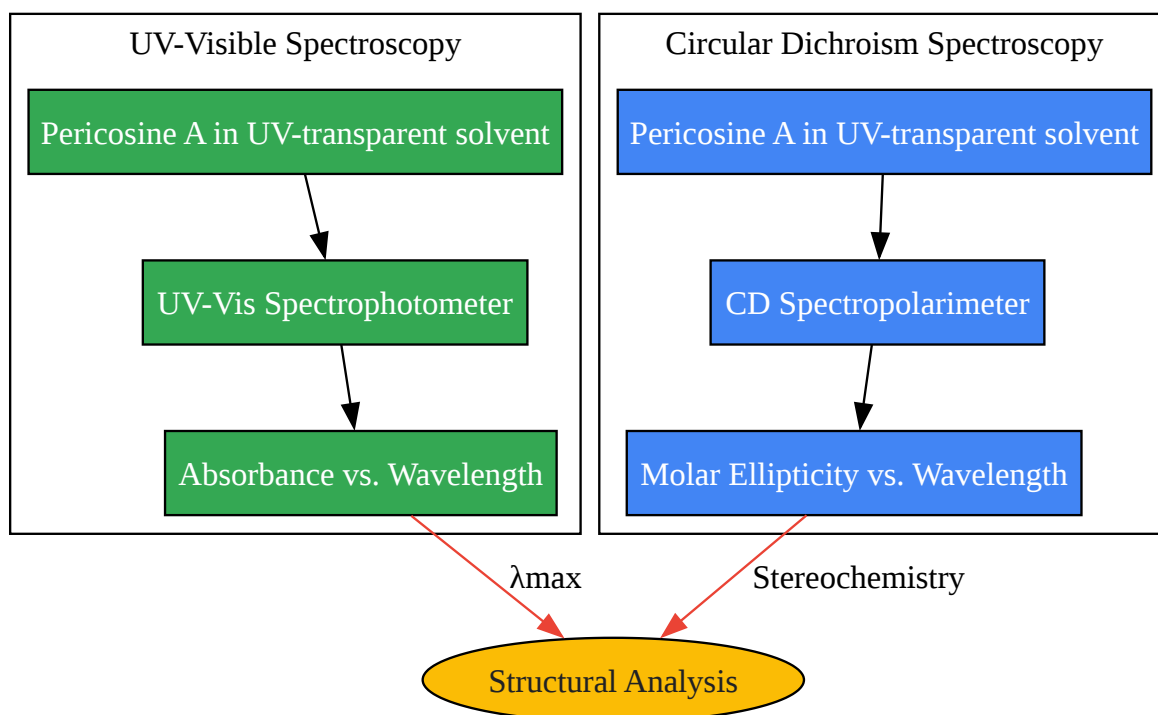 UV-Visible Spectroscopy
Pericosine A in UV-transparent solvent
UV-Vis Spectrophotometer
Absorbance vs. Wavelength
Circular Dichroism Spectroscopy
Pericosine A in UV-transparent solvent
CD Spectropolarimeter
Molar Ellipticity vs. Wavelength
λmax
Stereochemistry
Structural Analysis